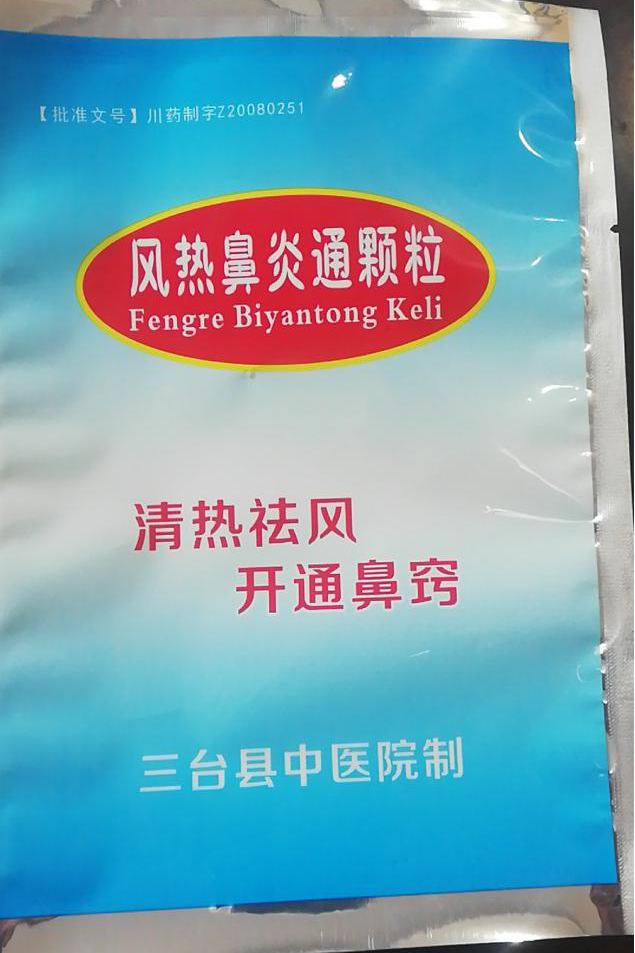 【批准文号】川药制字Z20080251
风热鼻炎通颗粒
Fengre Biyantong Keli
清热祛风
开通鼻窍
三台县中医院制